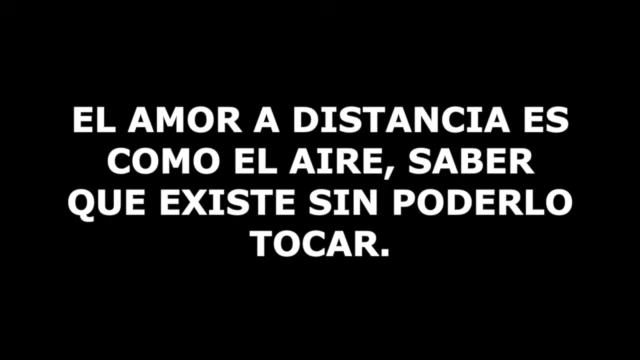 EL AMOR A DISTANCIA ES
COMO EL AIRE, SABER
QUE EXISTE SIN PODERLO
TOCAR.